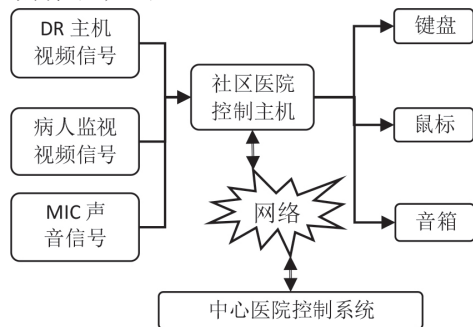 DR 主机
视频信号
病人监视
视频信号
MIC 声
音信号
社区医院
控制主机
键盘
鼠标
音箱
网络
中心医院控制系统